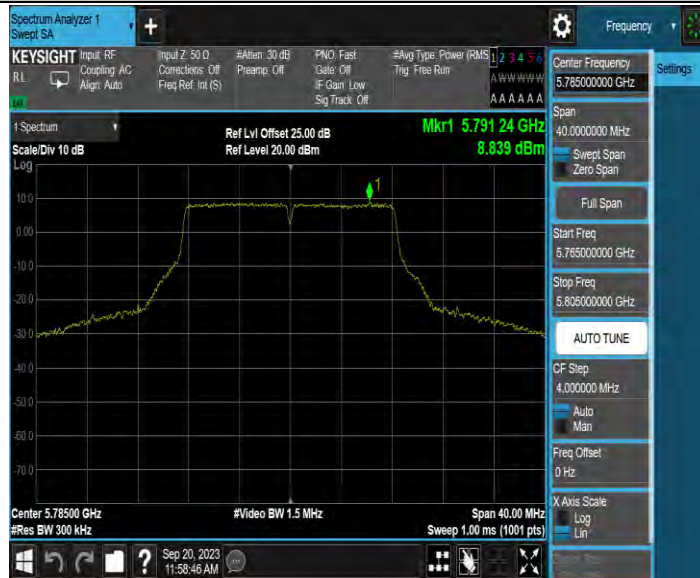 Spectrum Analyzer 1
Swept SA
+
Frequency
KEYSIGHT
RL
Input: RF
Coupling: AC
Align: Auto
Input Z: 50 Ω
Corrections: Off
Freq Ref: Int (S)
#Atten: 30 dB
Preamp: Off
PNO: Fast
Gate: Off
IF Gain: Low
Sig Track: Off
#Avg Type: Power (RMS
Trig: Free Run
1 2 3 4 5 6
A W W W W W
A A A A A A
1 Spectrum
Scale/Div 10 dB
Ref Lvl Offset 25.00 dB
Ref Level 20.00 dBm
Mkr1 5.791 24 GHz
8.839 dBm
Log
10.0
0.00
-10.0
-20.0
-30.0
-40.0
-50.0
-60.0
-70.0
1
Center 5.78500 GHz
#Res BW 300 kHz
#Video BW 1.5 MHz
Span 40.00 MHz
Sweep 1.00 ms (1001 pts)
Sep 20, 2023
11:58:46 AM
?
Center Frequency
5.785000000 GHz
Settings
Span
40.0000000 MHz
Swept Span
Zero Span
Full Span
Start Freq
5.765000000 GHz
Stop Freq
5.805000000 GHz
AUTO TUNE
CF Step
4.000000 MHz
Auto
Man
Freq Offset
0 Hz
X Axis Scale
Log
Lin